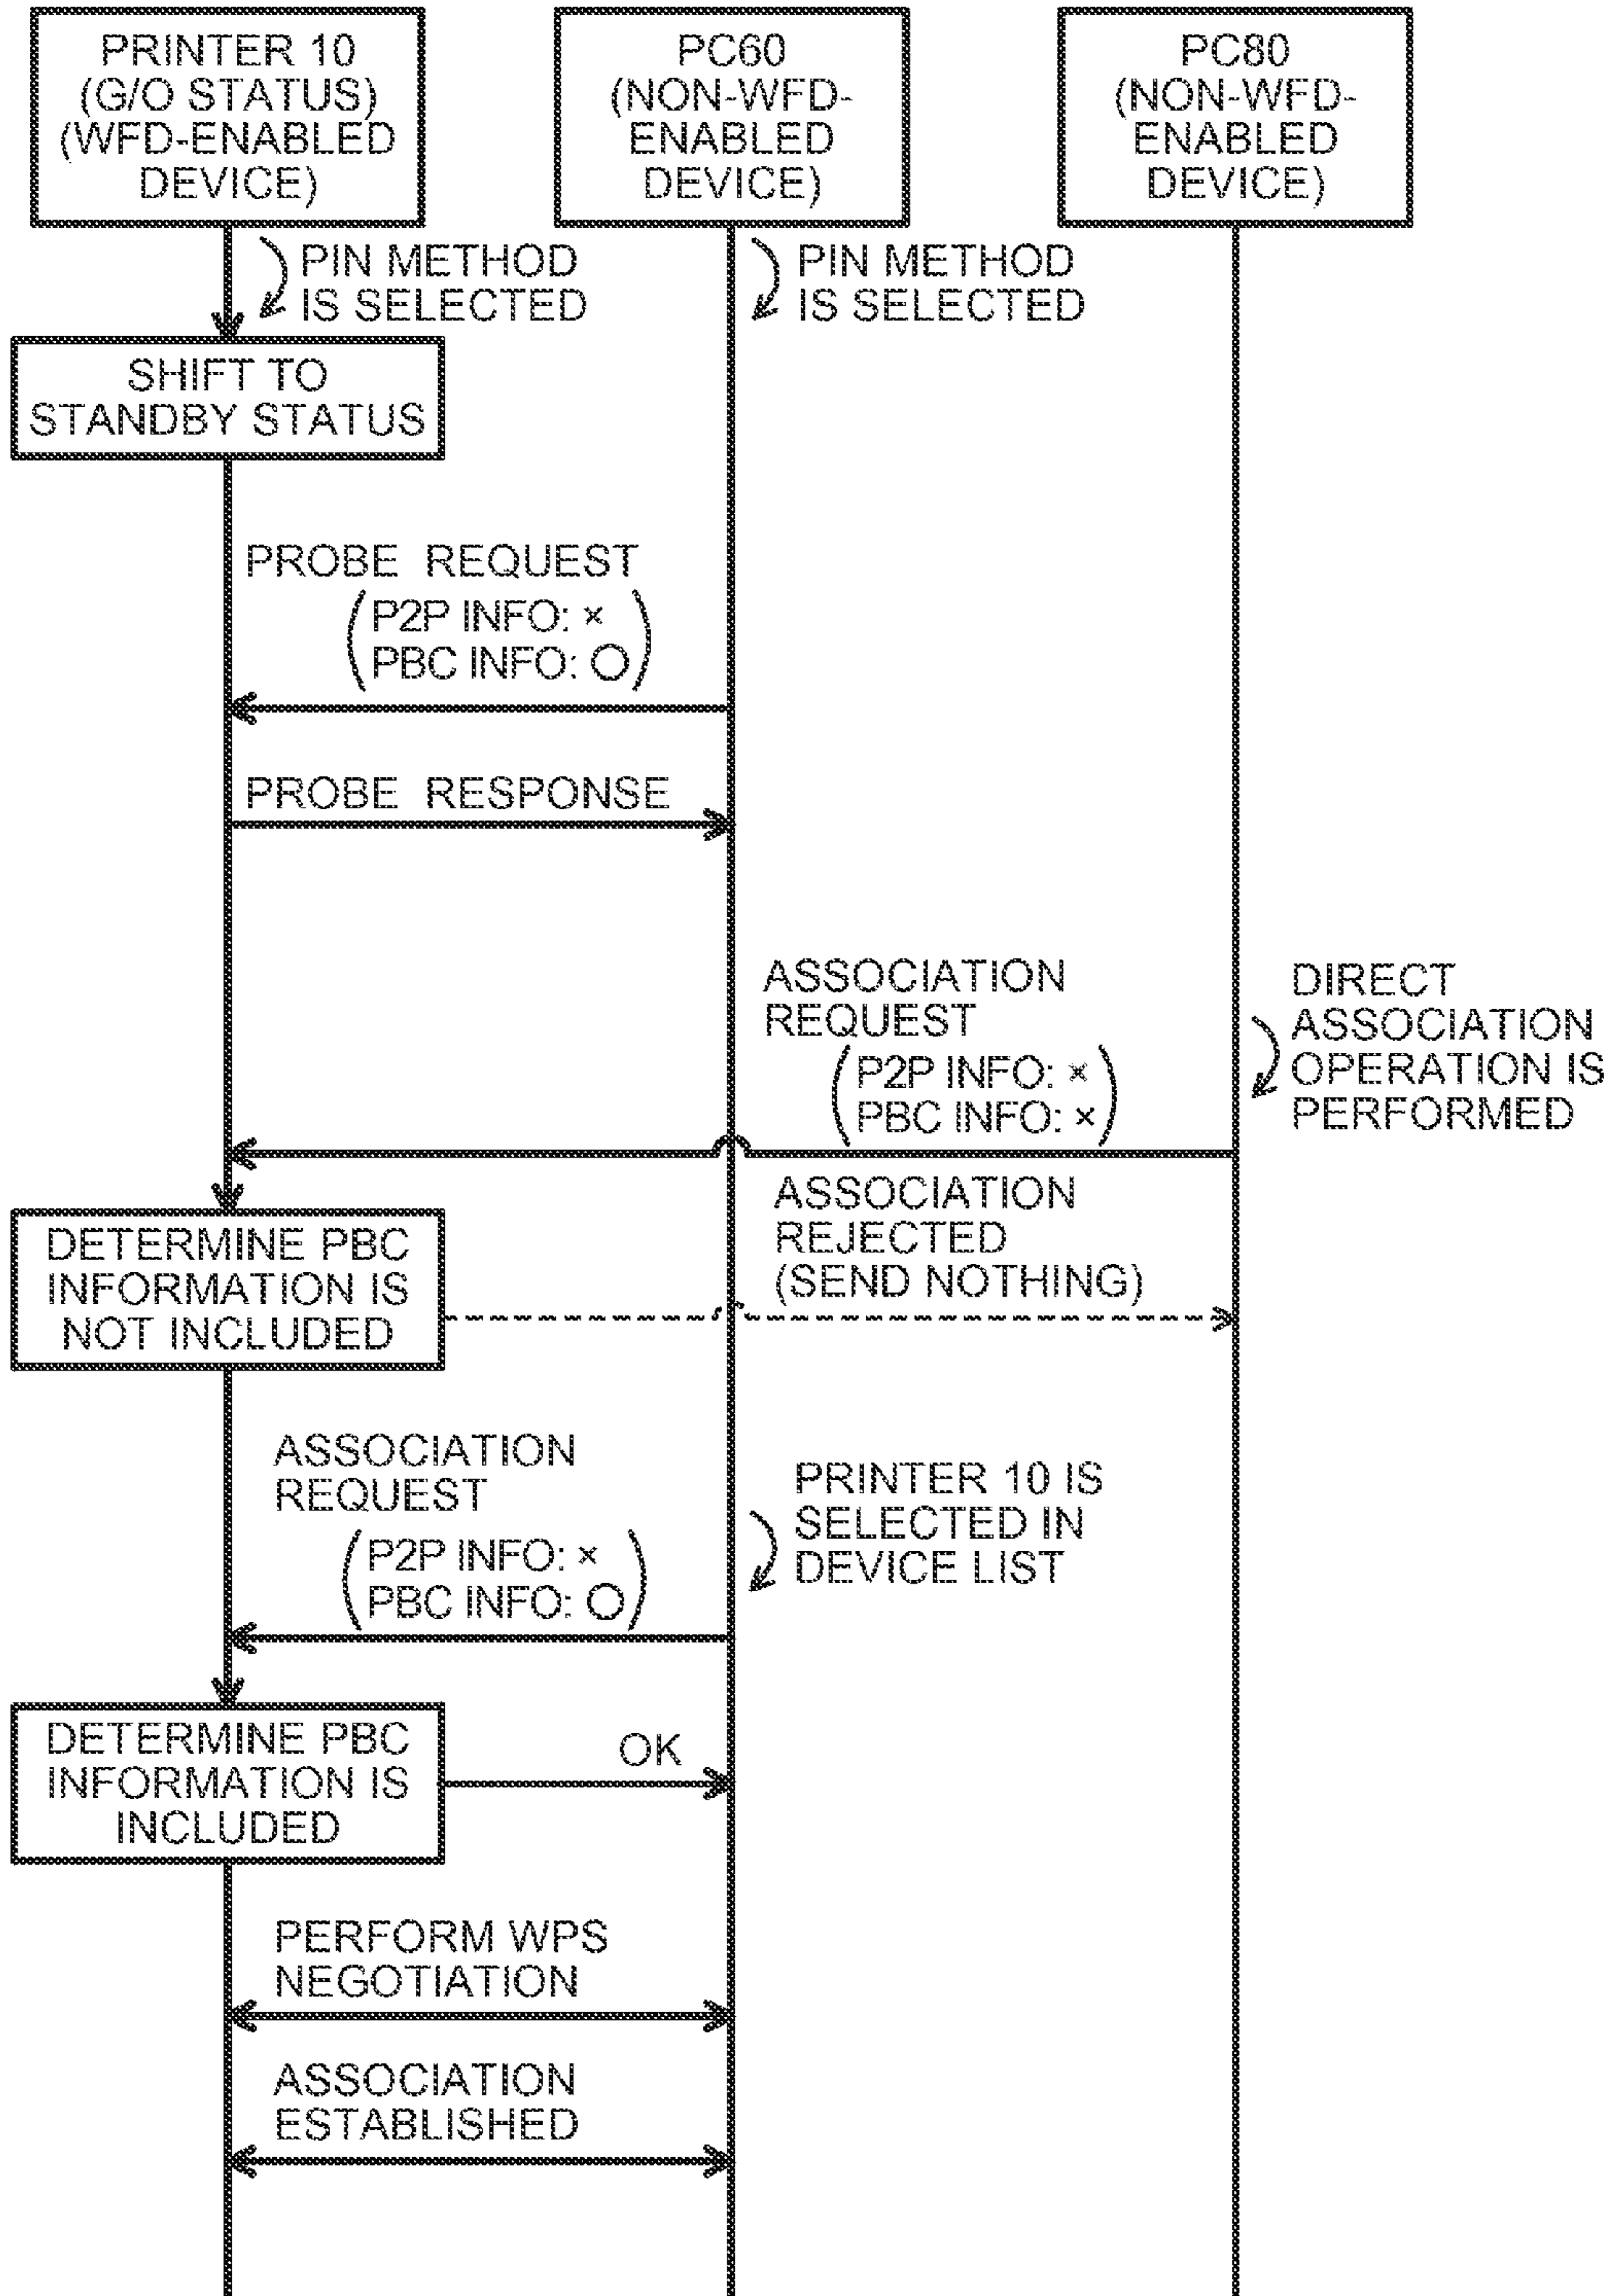 PRINTER 10
(G/O STATUS)
(WFD-ENABLED
DEVICE)
PC60
(NON-WFD-
ENABLED
DEVICE)
PC80
(NON-WFD-
ENABLED
DEVICE)
PIN METHOD
IS SELECTED
PIN METHOD
IS SELECTED
SHIFT TO
STANDBY STATUS
PROBE REQUEST
(P2P INFO: ×
PBC INFO: ○)
PROBE RESPONSE
ASSOCIATION
REQUEST
(P2P INFO: ×
PBC INFO: ×)
DIRECT
ASSOCIATION
OPERATION IS
PERFORMED
DETERMINE PBC
INFORMATION IS
NOT INCLUDED
ASSOCIATION
REJECTED
(SEND NOTHING)
ASSOCIATION
REQUEST
(P2P INFO: ×
PBC INFO: ○)
PRINTER 10 IS
SELECTED IN
DEVICE LIST
DETERMINE PBC
INFORMATION IS
INCLUDED
OK
PERFORM WPS
NEGOTIATION
ASSOCIATION
ESTABLISHED